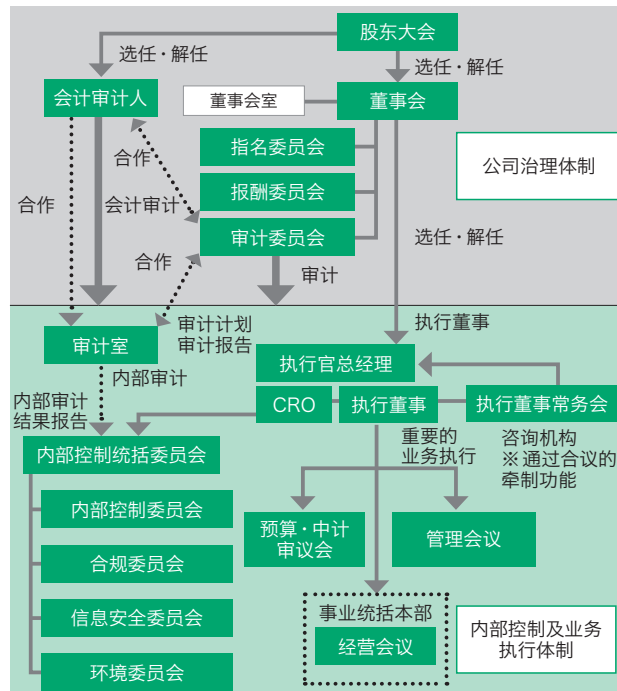 股东大会
选任·解任
选任·解任
会计审计人
董事会室
董事会
指名委员会
合作
公司治理体制
报酬委员会
合作
会计审计
审计委员会
选任·解任
合作
审计
审计计划
审计报告
执行董事
审计室
执行官总经理
内部审计
内部审计
结果报告
CRO
执行董事
执行董事常务会
重要的
业务执行
咨询机构
※通过合议的
牵制功能
内部控制统括委员会
内部控制委员会
预算·中计
审议会
管理会议
合规委员会
信息安全委员会
事业统括本部
经营会议
内部控制及业务
执行体制
环境委员会